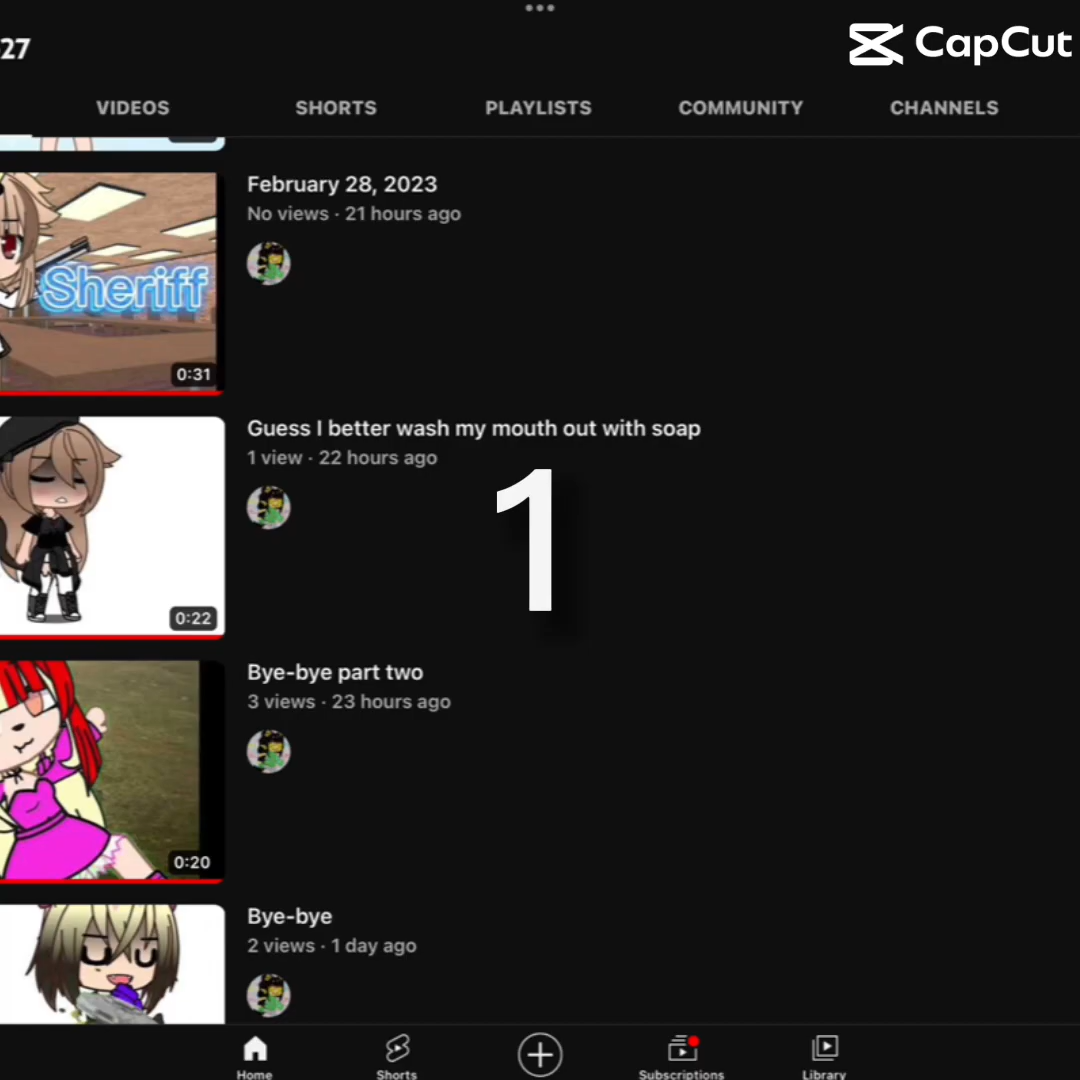 27
CapCut
VIDEOS SHORTS PLAYLISTS COMMUNITY CHANNELS
February 28, 2023
No views · 21 hours ago
Sheriff
0:31
Guess I better wash my mouth out with soap
1 view · 22 hours ago
1
0:22
Bye-bye part two
3 views · 23 hours ago
0:20
Bye-bye
2 views · 1 day ago
Home Shorts Subscriptions Library